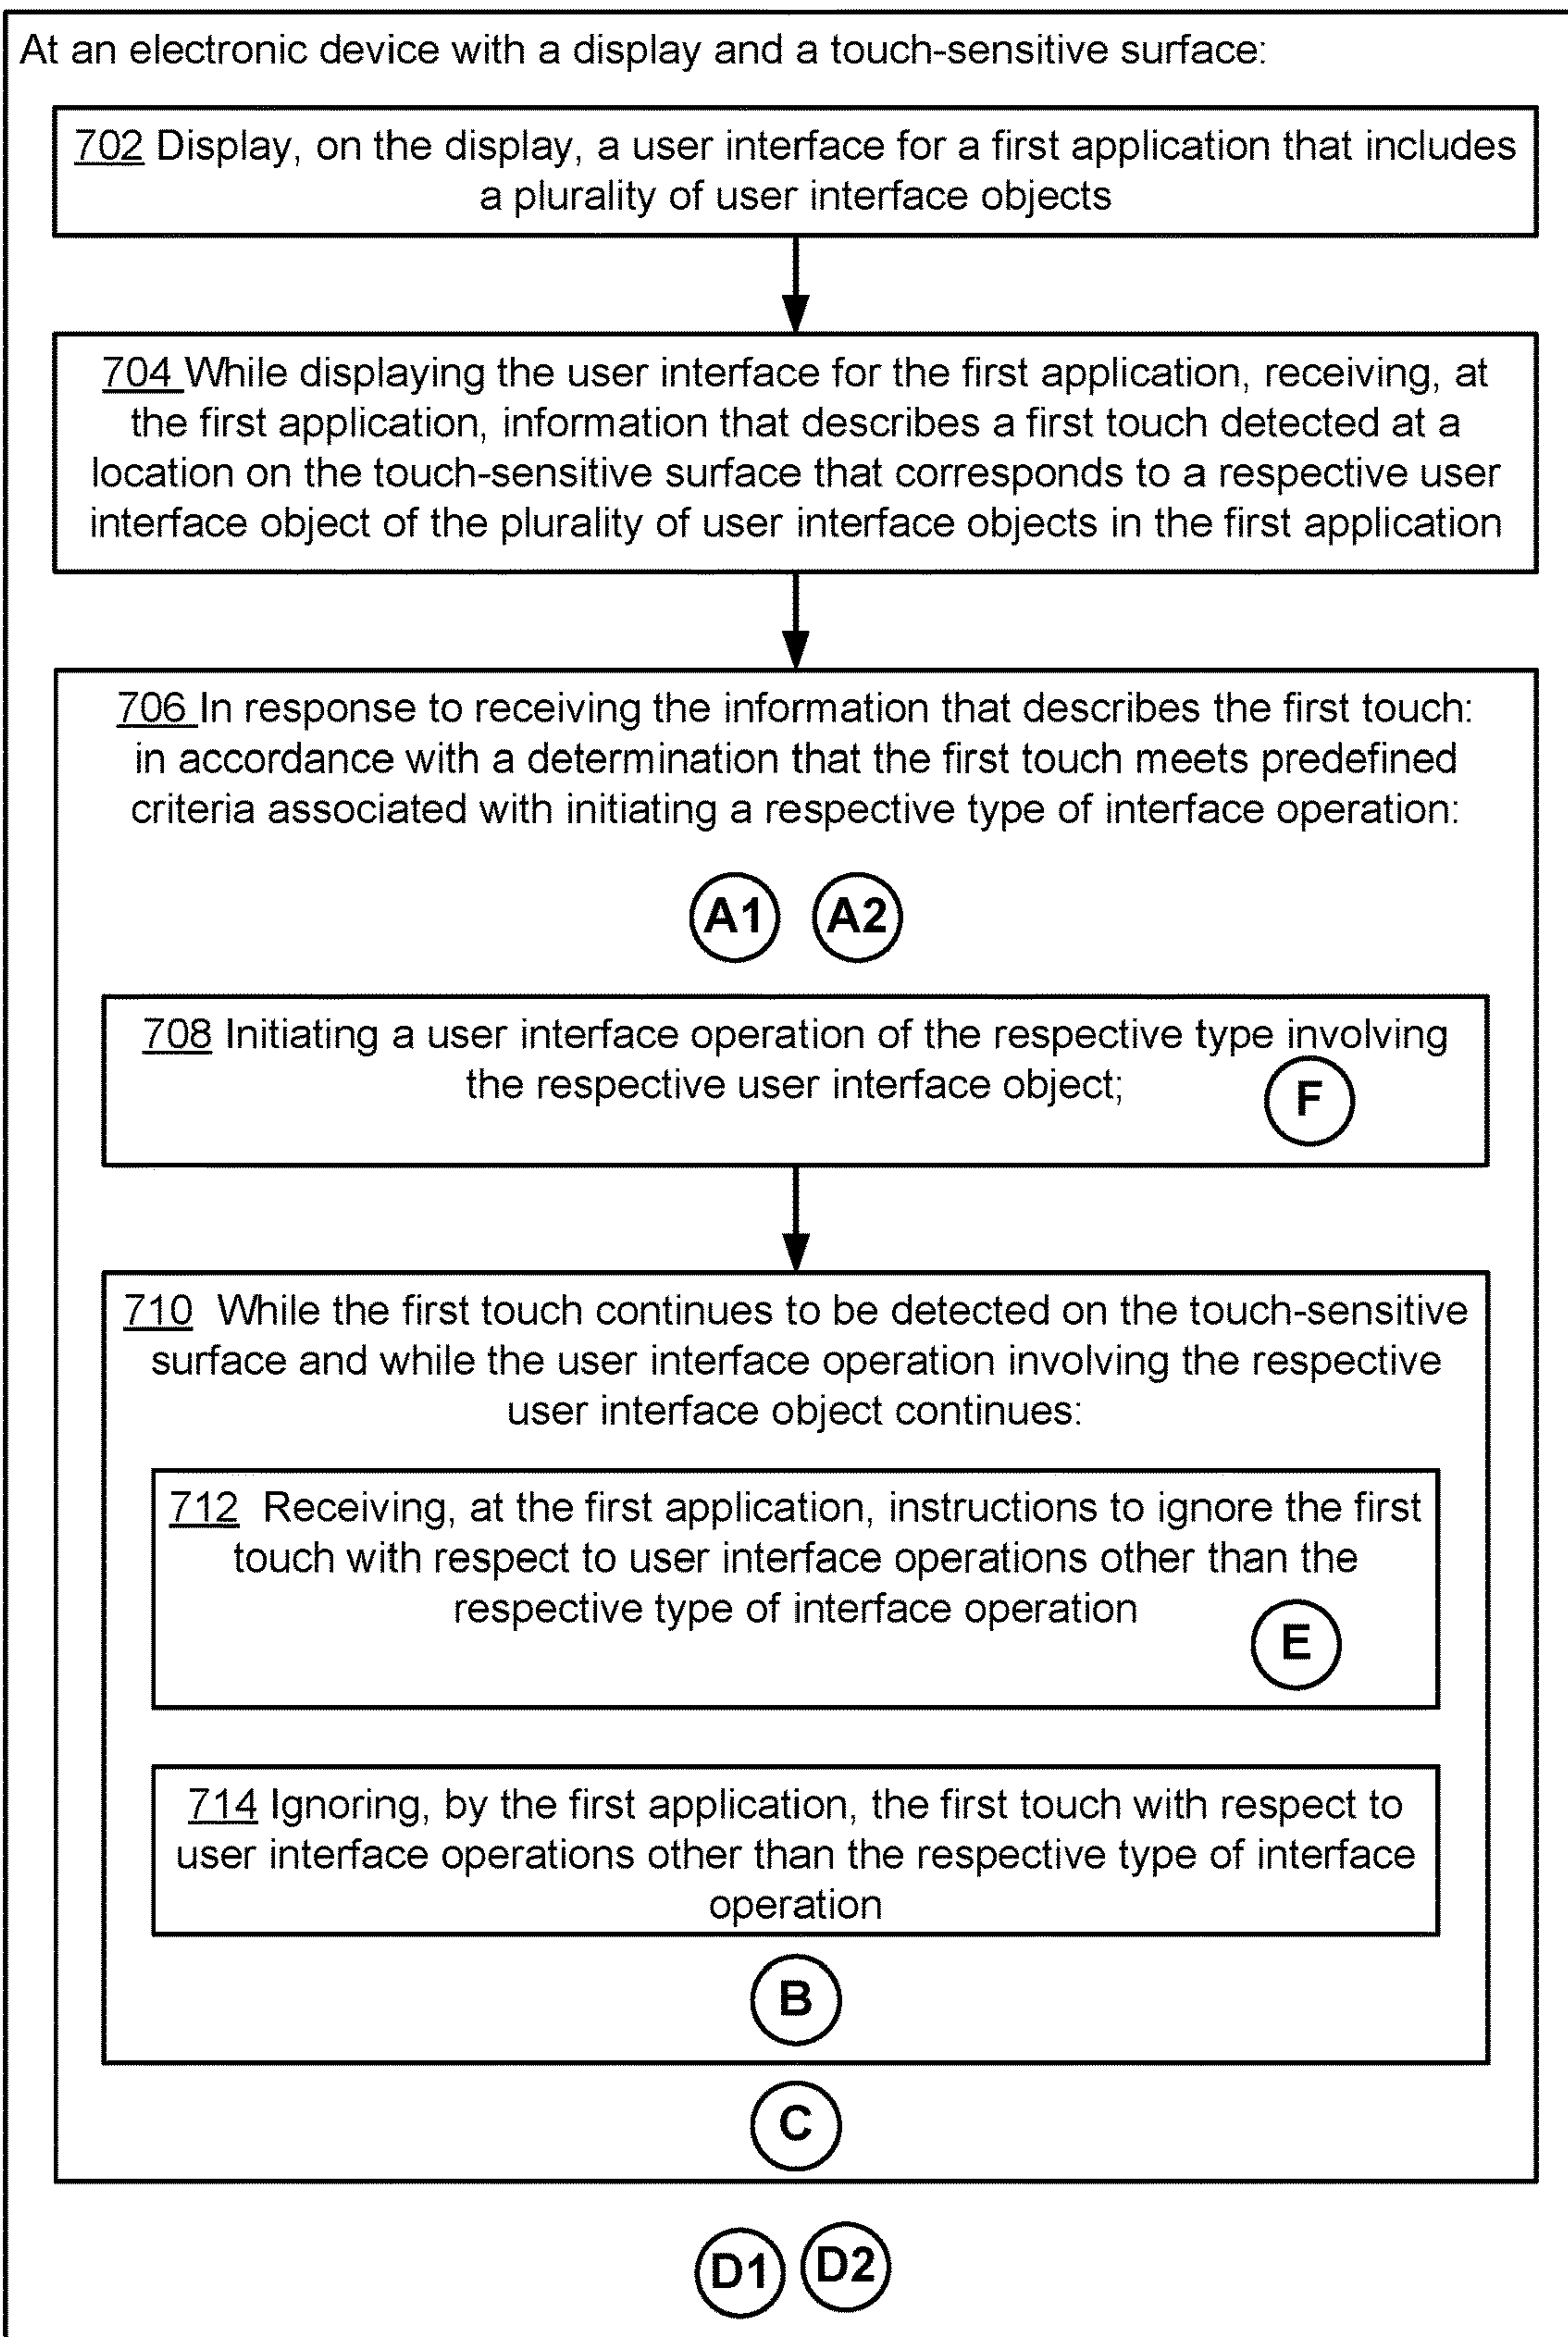 At an electronic device with a display and a touch-sensitive surface:
702 Display, on the display, a user interface for a first application that includes
a plurality of user interface objects
704 While displaying the user interface for the first application, receiving, at
the first application, information that describes a first touch detected at a
location on the touch-sensitive surface that corresponds to a respective user
interface object of the plurality of user interface objects in the first application
706 In response to receiving the information that describes the first touch:
in accordance with a determination that the first touch meets predefined
criteria associated with initiating a respective type of interface operation:
A1 A2
708 Initiating a user interface operation of the respective type involving
the respective user interface object;
F
710 While the first touch continues to be detected on the touch-sensitive
surface and while the user interface operation involving the respective
user interface object continues:
712 Receiving, at the first application, instructions to ignore the first
touch with respect to user interface operations other than the
respective type of interface operation
E
714 Ignoring, by the first application, the first touch with respect to
user interface operations other than the respective type of interface
operation
B
C
D1 D2